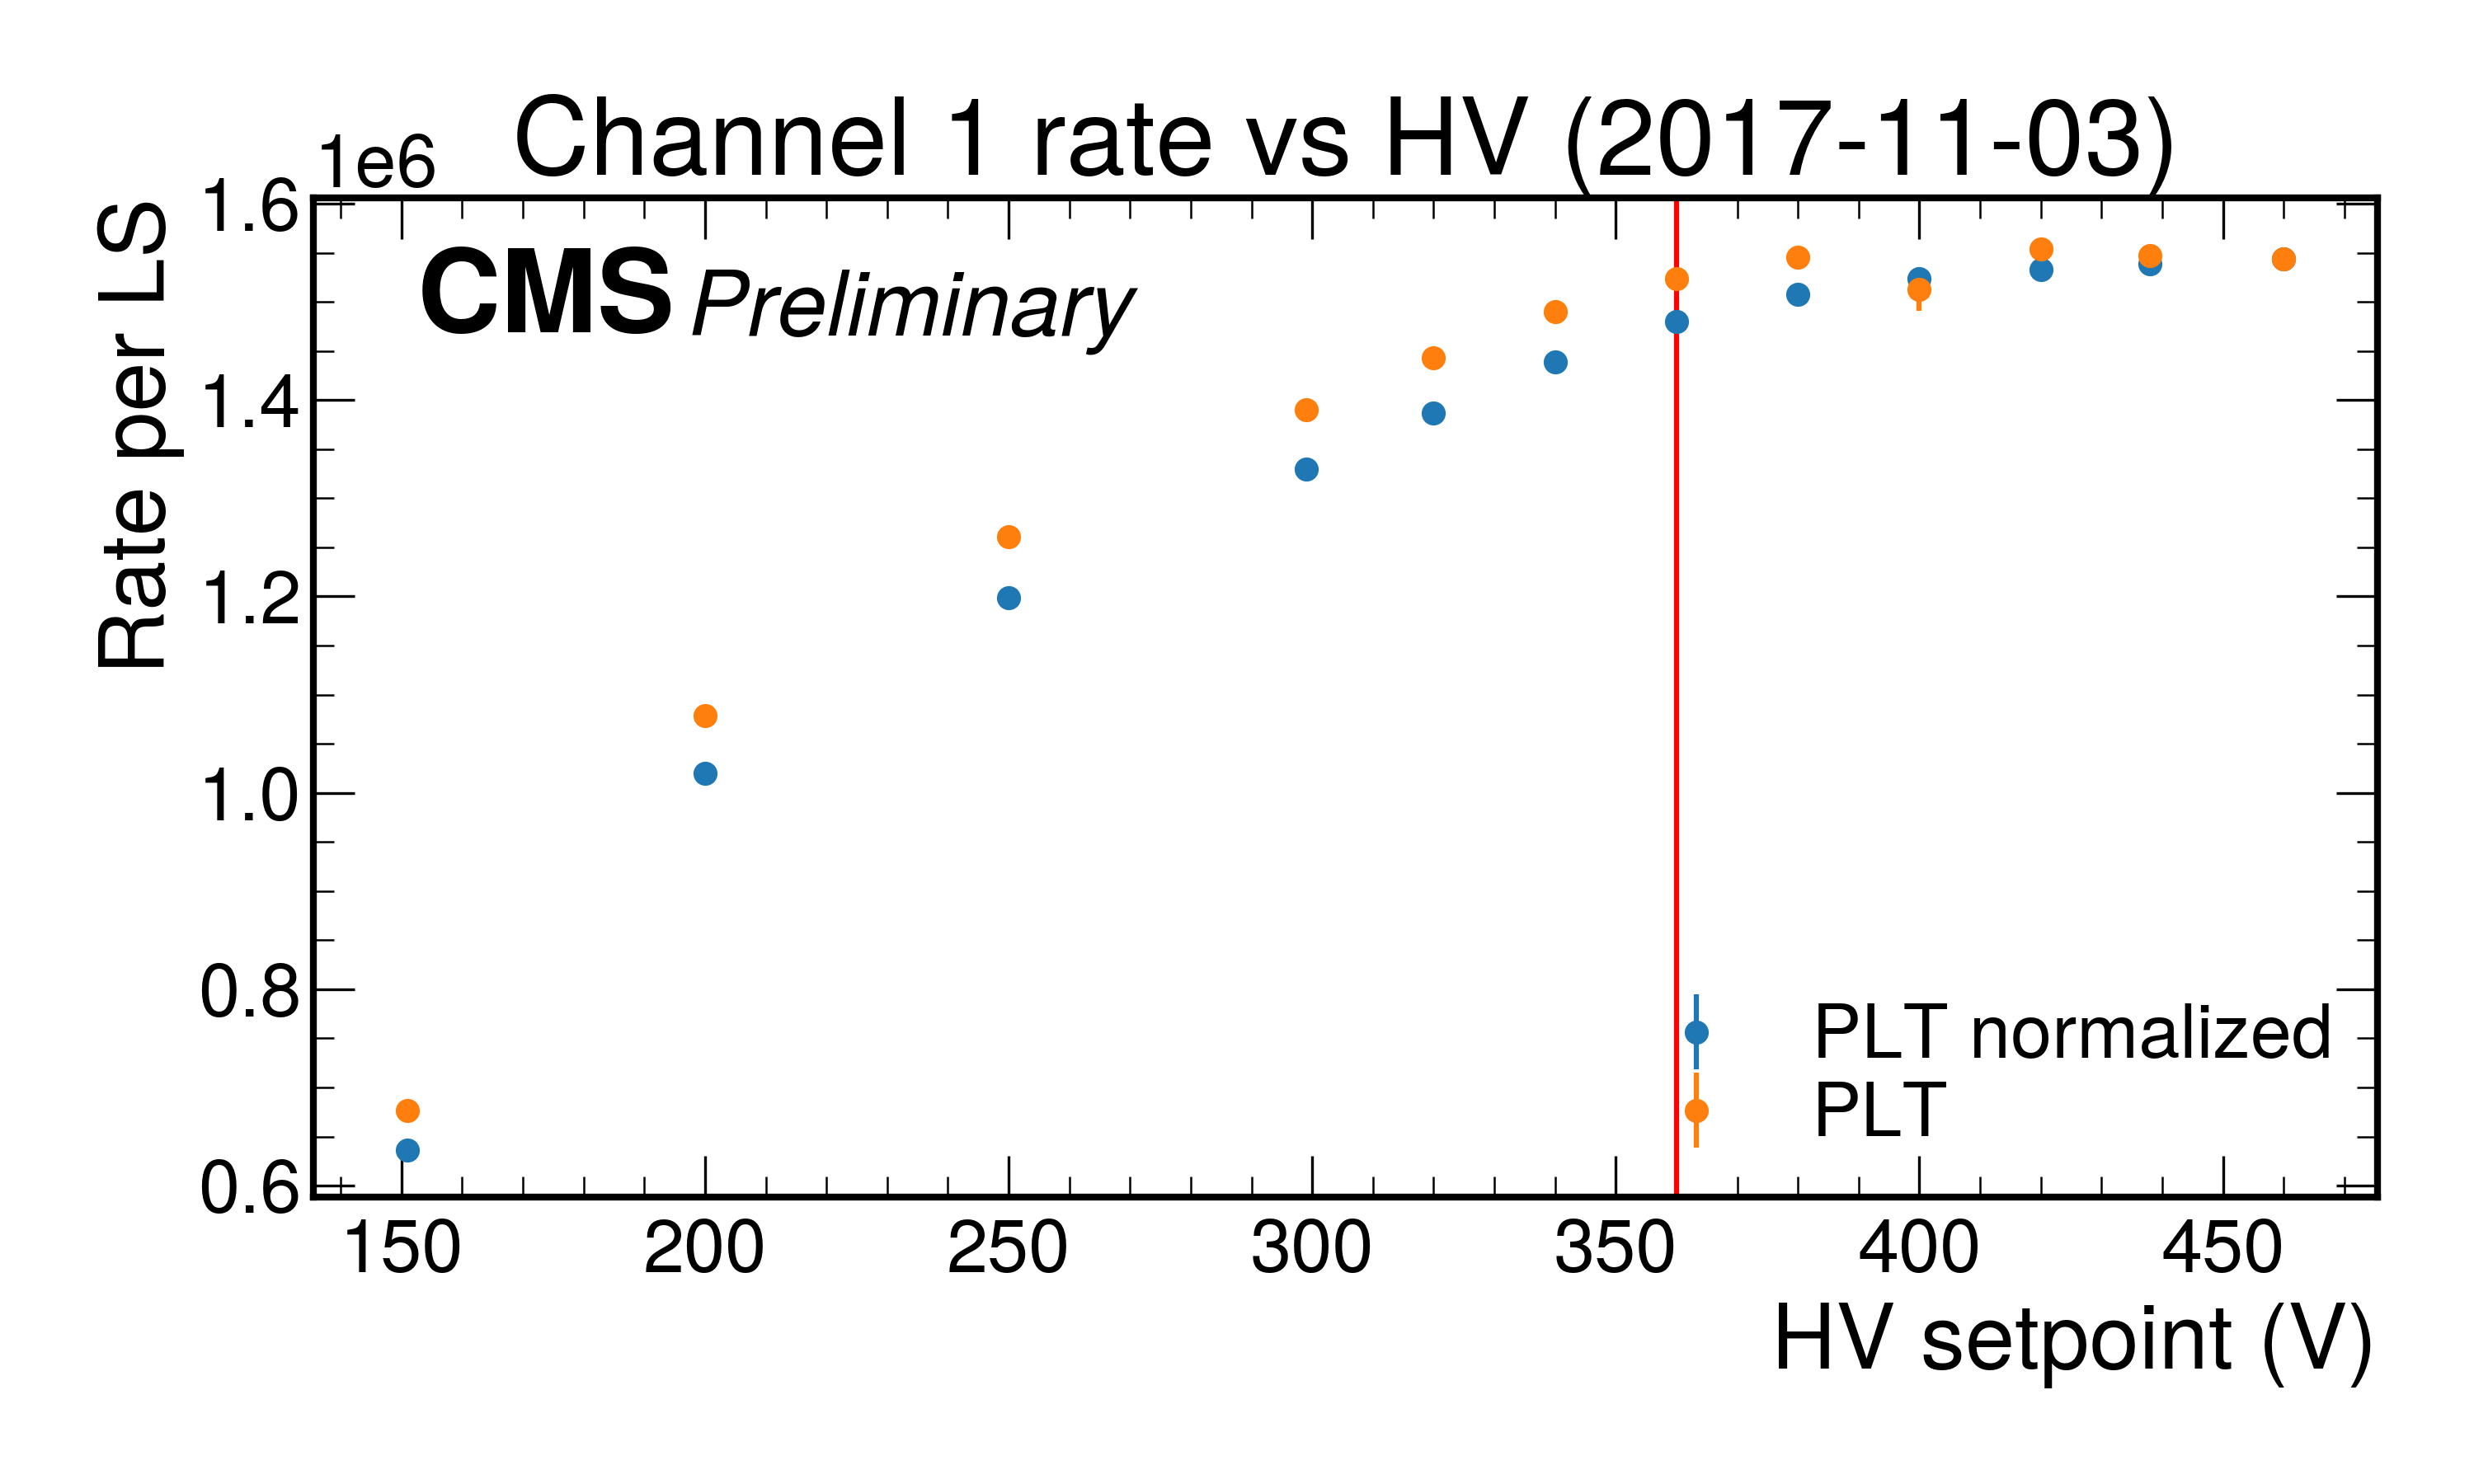 Channel 1 rate vs HV (2017-11-03)
1e6
CMS Preliminary
Rate per LS
1.6
1.4
1.2
1.0
0.8
0.6
PLT normalized
PLT
150 200 250 300 350 400 450
HV setpoint (V)